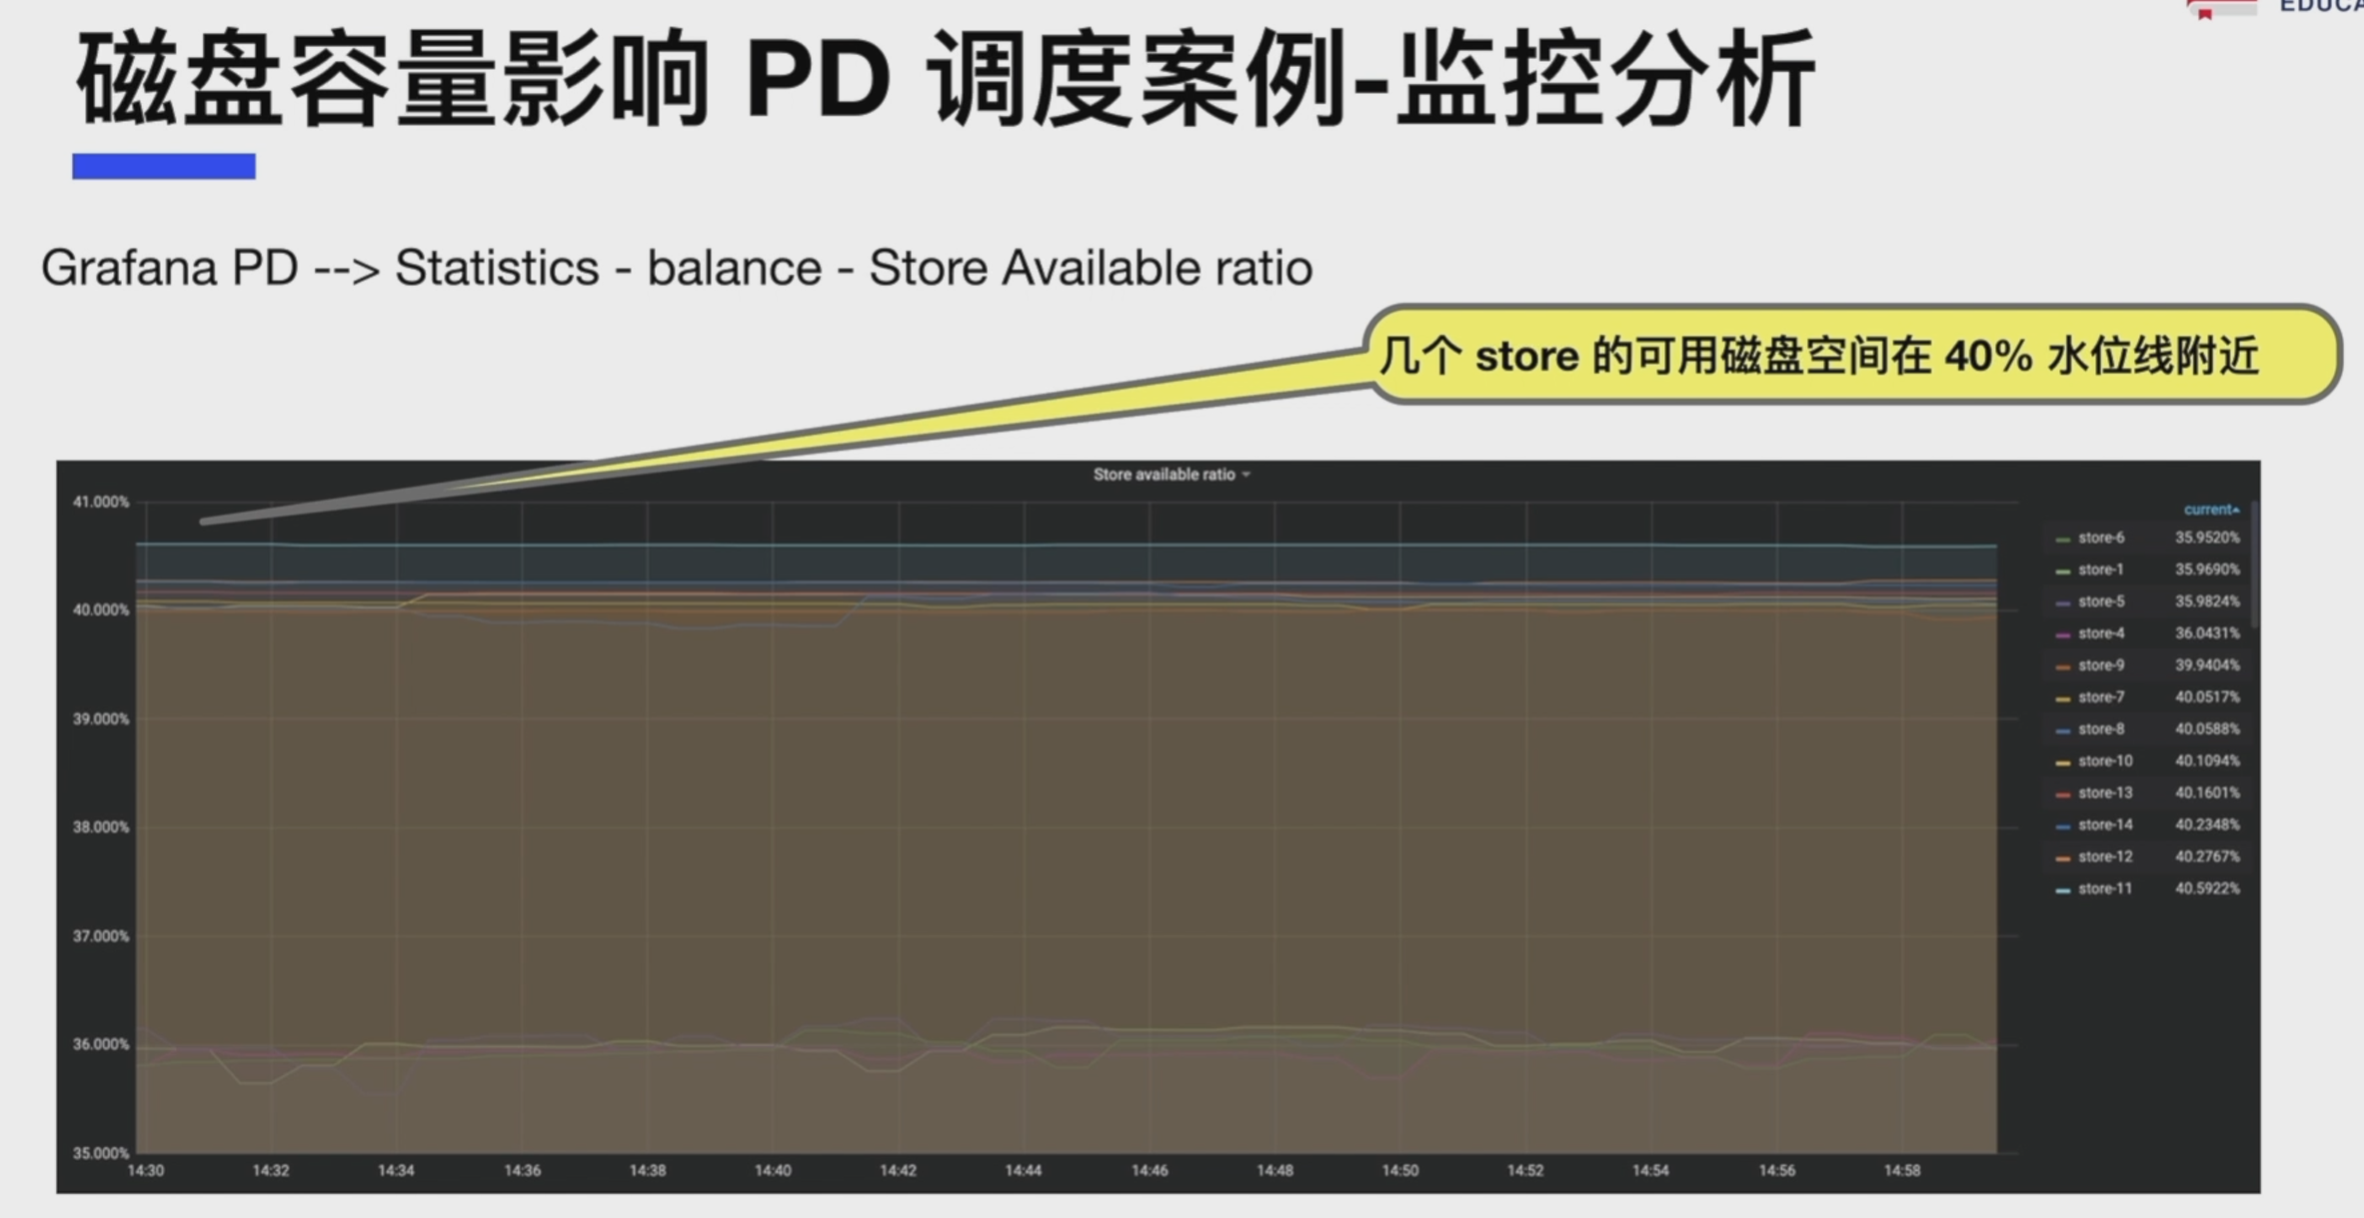 磁盘容量影响 PD 调度案例-监控分析
Grafana PD --> Statistics - balance - Store Available ratio
几个 store 的可用磁盘空间在 40% 水位线附近
Store available ratio
41.000%
40.000%
39.000%
38.000%
37.000%
36.000%
35.000%
14:30 14:32 14:34 14:36 14:38 14:40 14:42 14:44 14:46 14:48 14:50 14:52 14:54 14:56 14:58
current
store-6 35.9520%
store-1 35.9690%
store-5 35.9824%
store-4 36.0431%
store-9 39.9404%
store-7 40.0517%
store-8 40.0588%
store-10 40.1094%
store-13 40.1601%
store-14 40.2348%
store-12 40.2767%
store-11 40.5922%